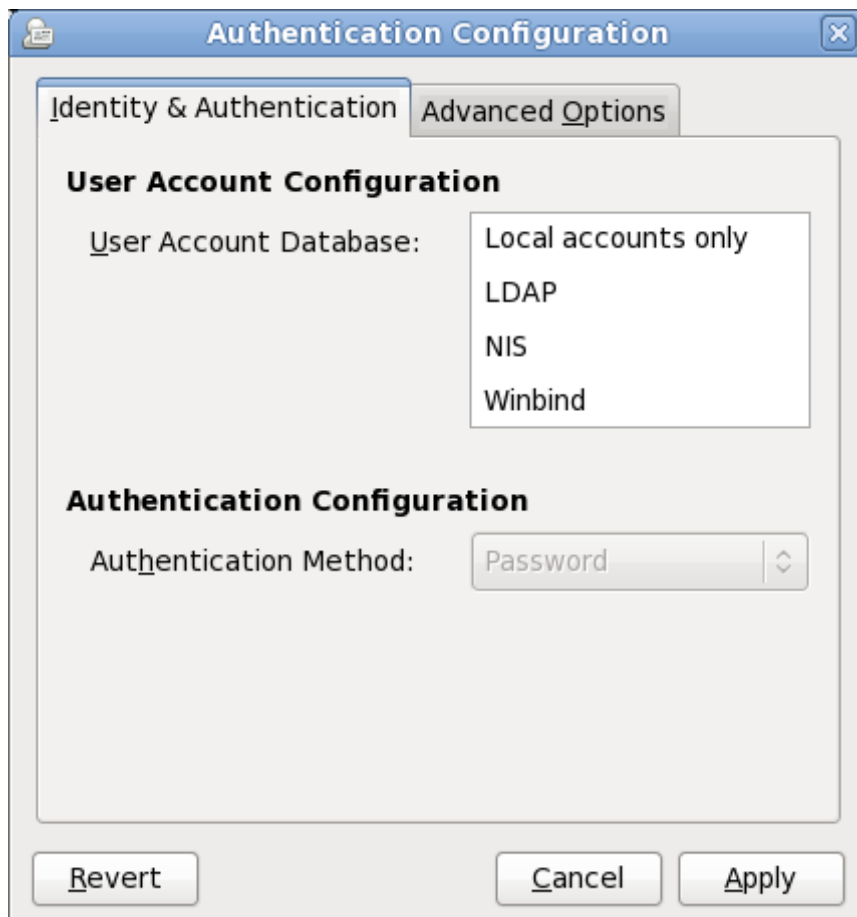 Authentication Configuration
Identity & Authentication
Advanced Options
User Account Configuration
User Account Database:
Local accounts only
LDAP
NIS
Winbind
Authentication Configuration
Authentication Method:
Password
Revert
Cancel
Apply